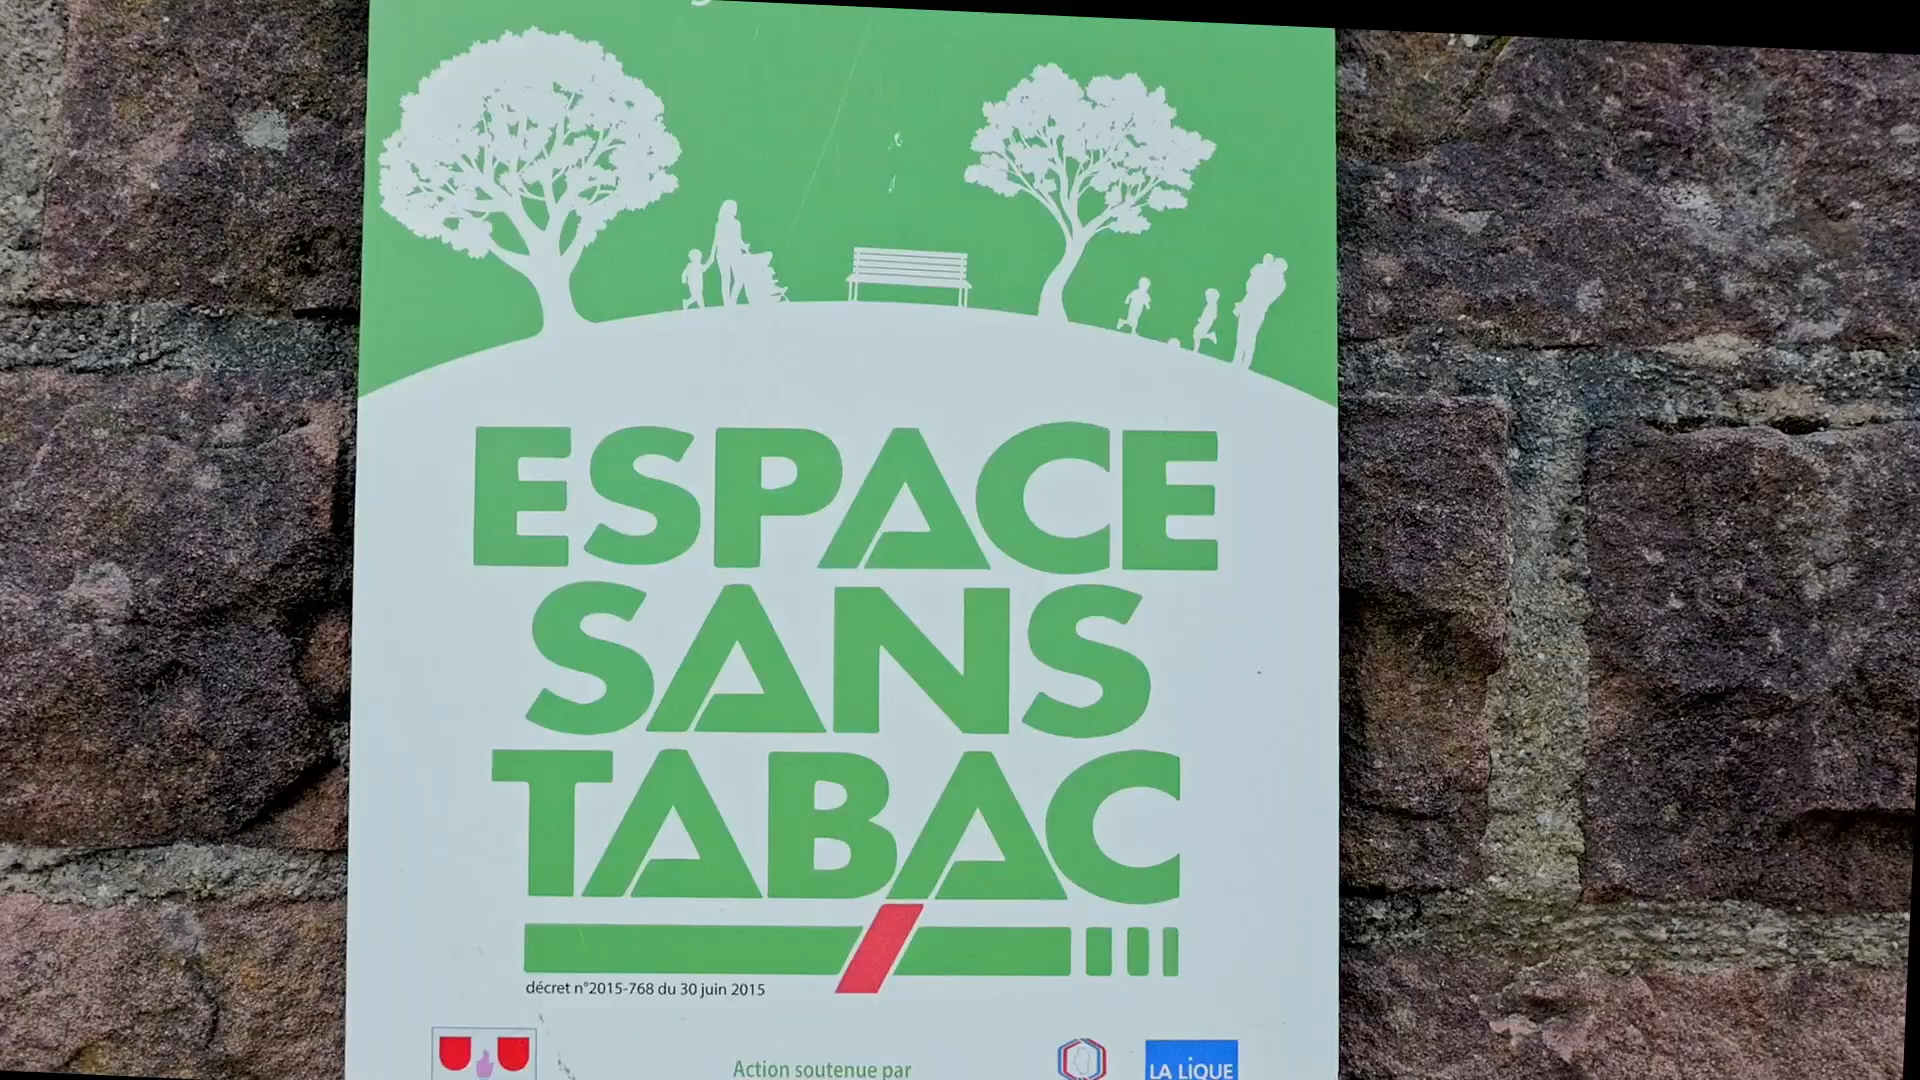 ESPACE
SANS
TABAC
décret n°2015-768 du 30 juin 2015
Action soutenue par
LA LIGUE